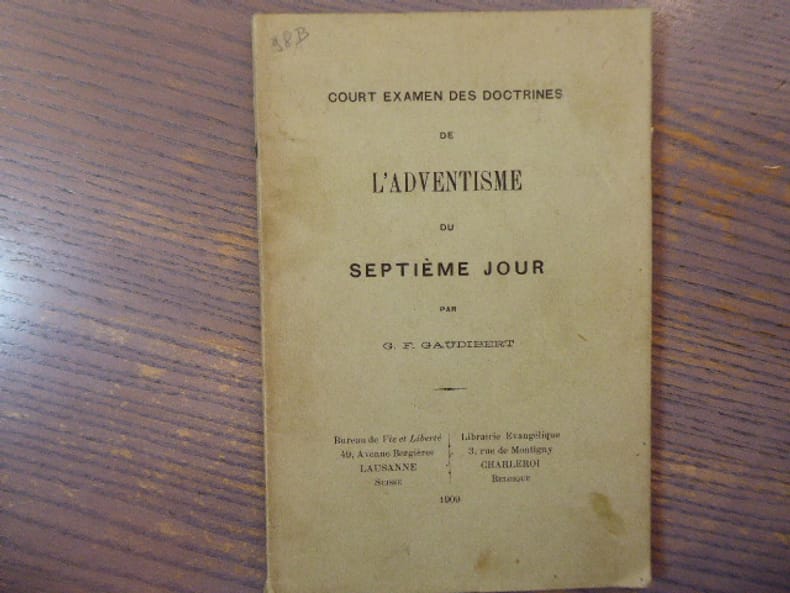 98B
COURT EXAMEN DES DOCTRINES
DE
L'ADVENTISME
DU
SEPTIÈME JOUR
PAR
G. F. GAUDIBERT
Bureau de Vie et Liberté
49, Avenue Bergières
LAUSANNE
SUISSE
Librairie Evangélique
3, rue de Montigny
CHARLEROI
BELGIQUE
1909